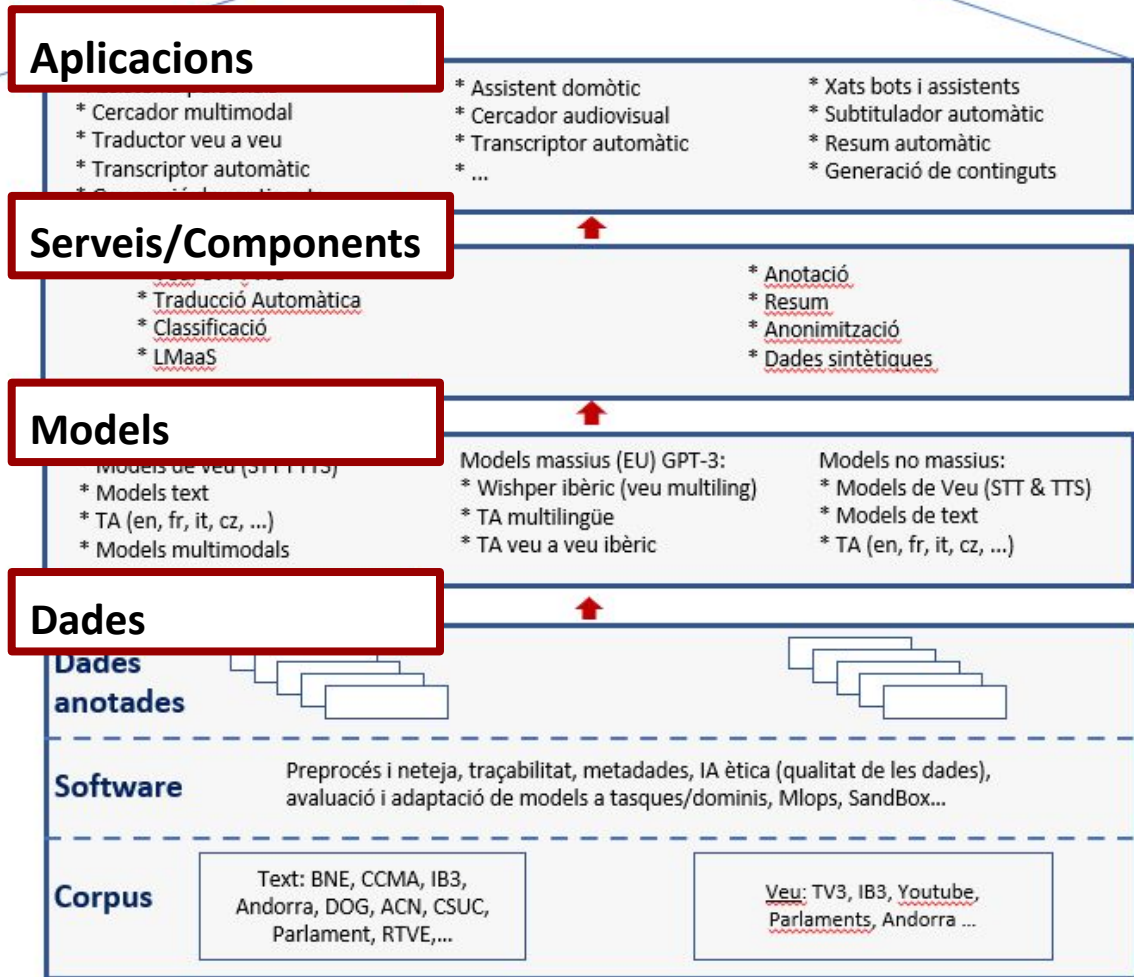 Aplicacions
* Cercador multimodal
* Traductor veu a veu
* Transcriptor automàtic
* Assistent domòtic
* Cercador audiovisual
* Transcriptor automàtic
* ...
* Xats bots i assistents
* Subtitulador automàtic
* Resum automàtic
* Generació de continguts
Serveis/Components
* Traducció Automàtica
* Classificació
* LMaaS
* Anotació
* Resum
* Anonimització
* Dades sintètiques
Models
Models de veu (STT i TTS)
* Models text
* TA (en, fr, it, cz, ...)
* Models multimodals
Models massius (EU) GPT-3:
* Wishper ibèric (veu multiling)
* TA multilingüe
* TA veu a veu ibèric
Models no massius:
* Models de Veu (STT & TTS)
* Models de text
* TA (en, fr, it, cz, ...)
Dades
Dades
anotades
Software
Preprocés i neteja, traçabilitat, metadades, IA ètica (qualitat de les dades),
avaluació i adaptació de models a tasques/dominis, Mlops, SandBox...
Corpus
Text: BNE, CCMA, IB3,
Andorra, DOG, ACN, CSUC,
Parlament, RTVE,...
Veu: TV3, IB3, Youtube,
Parlaments, Andorra ...